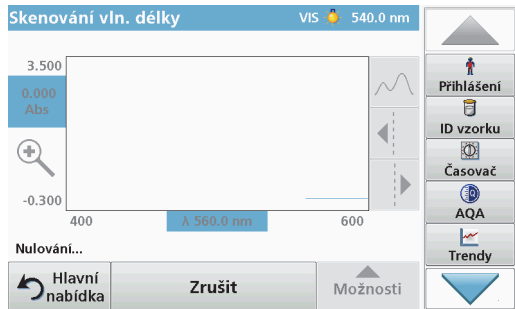 Skenování vln. délky
VIS 540.0 nm
3.500
0.000
Abs
-0.300
400
λ 560.0 nm
600
Nulování...
Hlavní
nabídka
Zrušit
Možnosti
Přihlášení
ID vzorku
Časovač
AQA
Trendy